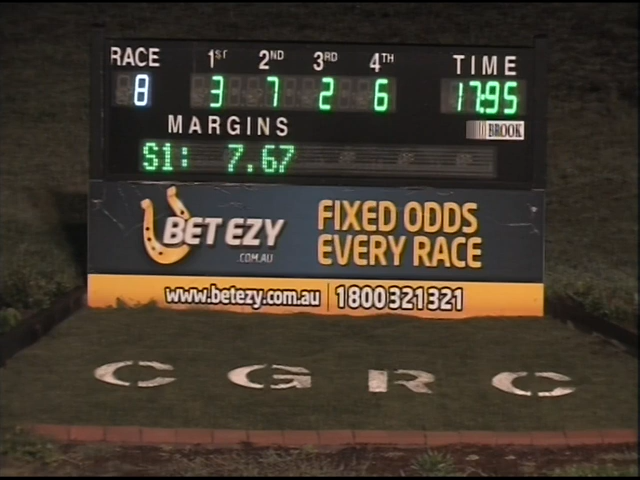 RACE 1ST 2ND 3RD 4TH TIME
8 3 7 2 6 17.95
MARGINS BROOK
S1: 7.67
BET EZY
.COM.AU
FIXED ODDS
EVERY RACE
www.betezy.com.au 1800321321
C G R C